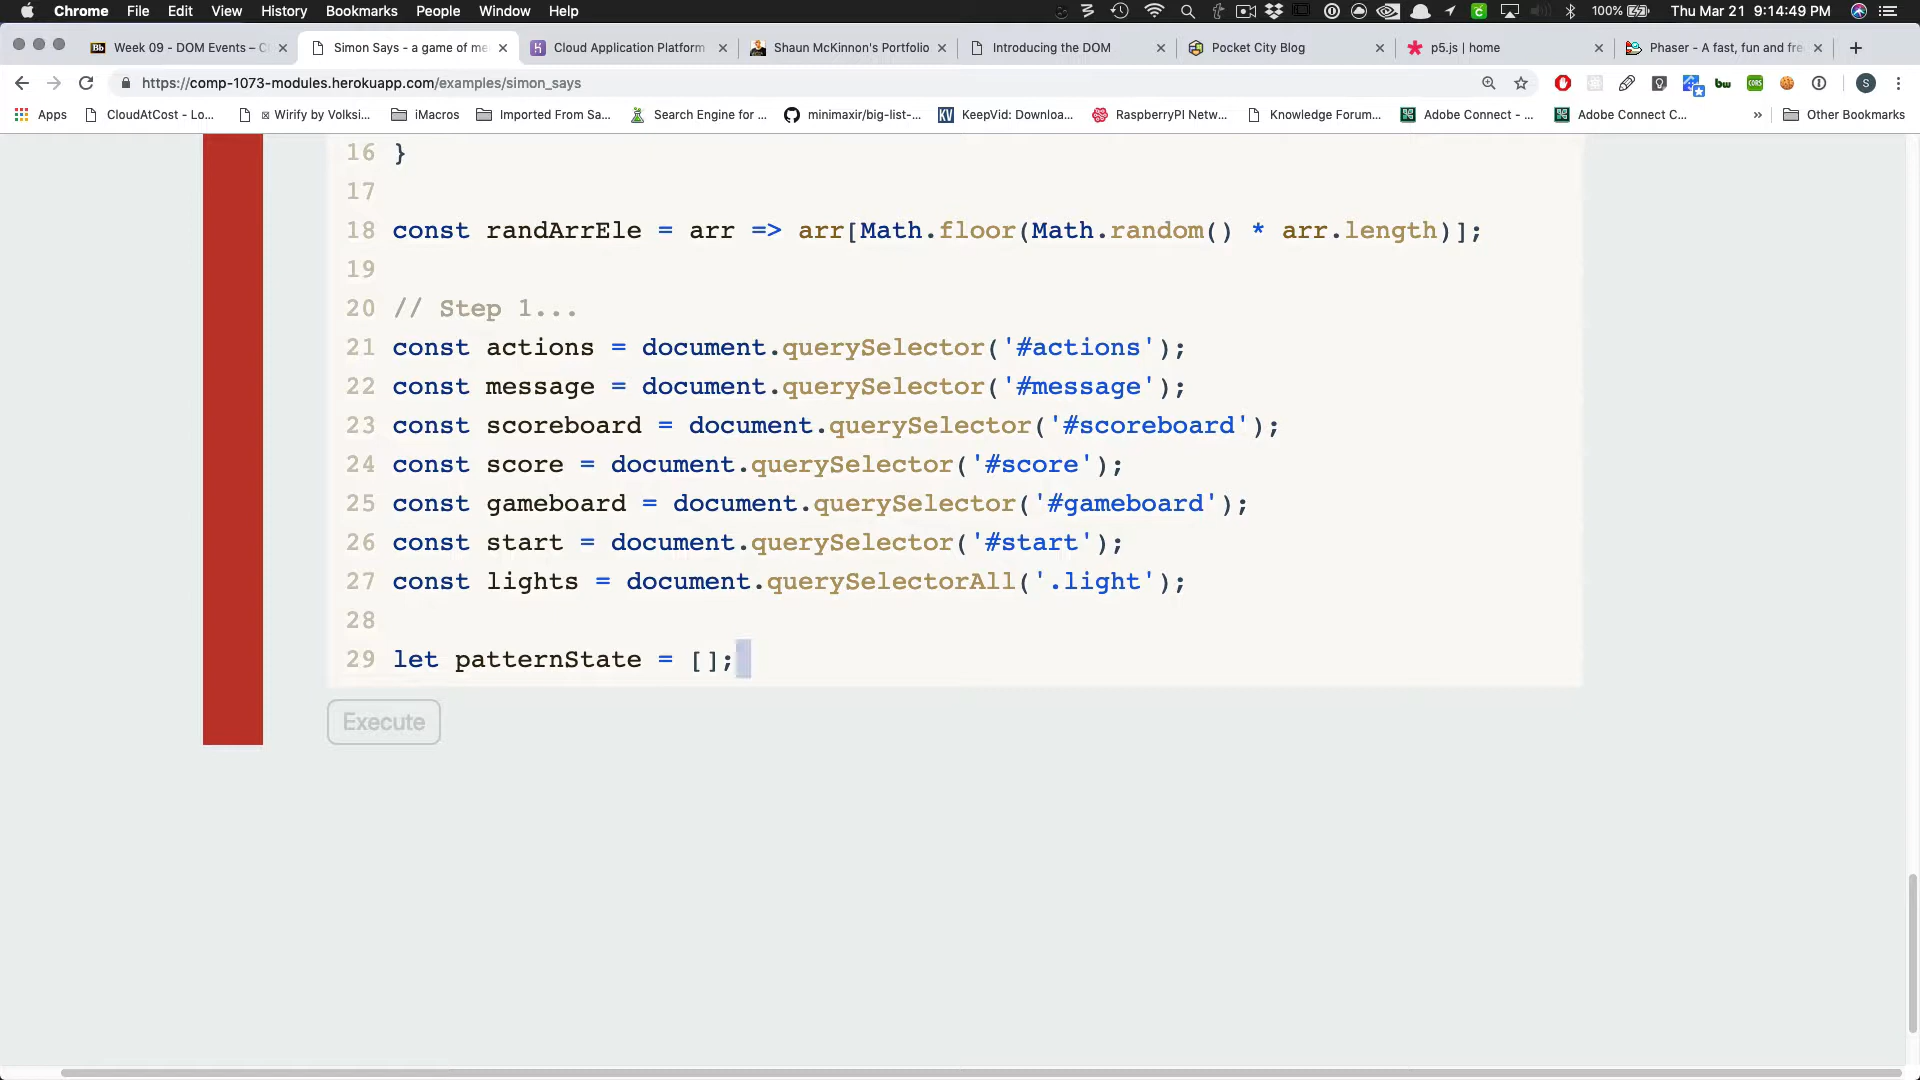 Chrome File Edit View History Bookmarks People Window Help 100% Thu Mar 21 9:14:49 PM
Week 09 - DOM Events – C Simon Says - a game of me Cloud Application Platform Shaun McKinnon's Portfolio Introducing the DOM Pocket City Blog p5.js | home Phaser - A fast, fun and fre
https://comp-1073-modules.herokuapp.com/examples/simon_says
Apps CloudAtCost - Lo... Wirify by Volksi... iMacros Imported From Sa... Search Engine for ... minimaxir/big-list-... KeepVid: Downloa... RaspberryPI Netw... Knowledge Forum... Adobe Connect - ... Adobe Connect C... » Other Bookmarks
16 }
17
18 const randArrEle = arr => arr[Math.floor(Math.random() * arr.length)];
19
20 // Step 1...
21 const actions = document.querySelector('#actions');
22 const message = document.querySelector('#message');
23 const scoreboard = document.querySelector('#scoreboard');
24 const score = document.querySelector('#score');
25 const gameboard = document.querySelector('#gameboard');
26 const start = document.querySelector('#start');
27 const lights = document.querySelectorAll('.light');
28
29 let patternState = [];
Execute